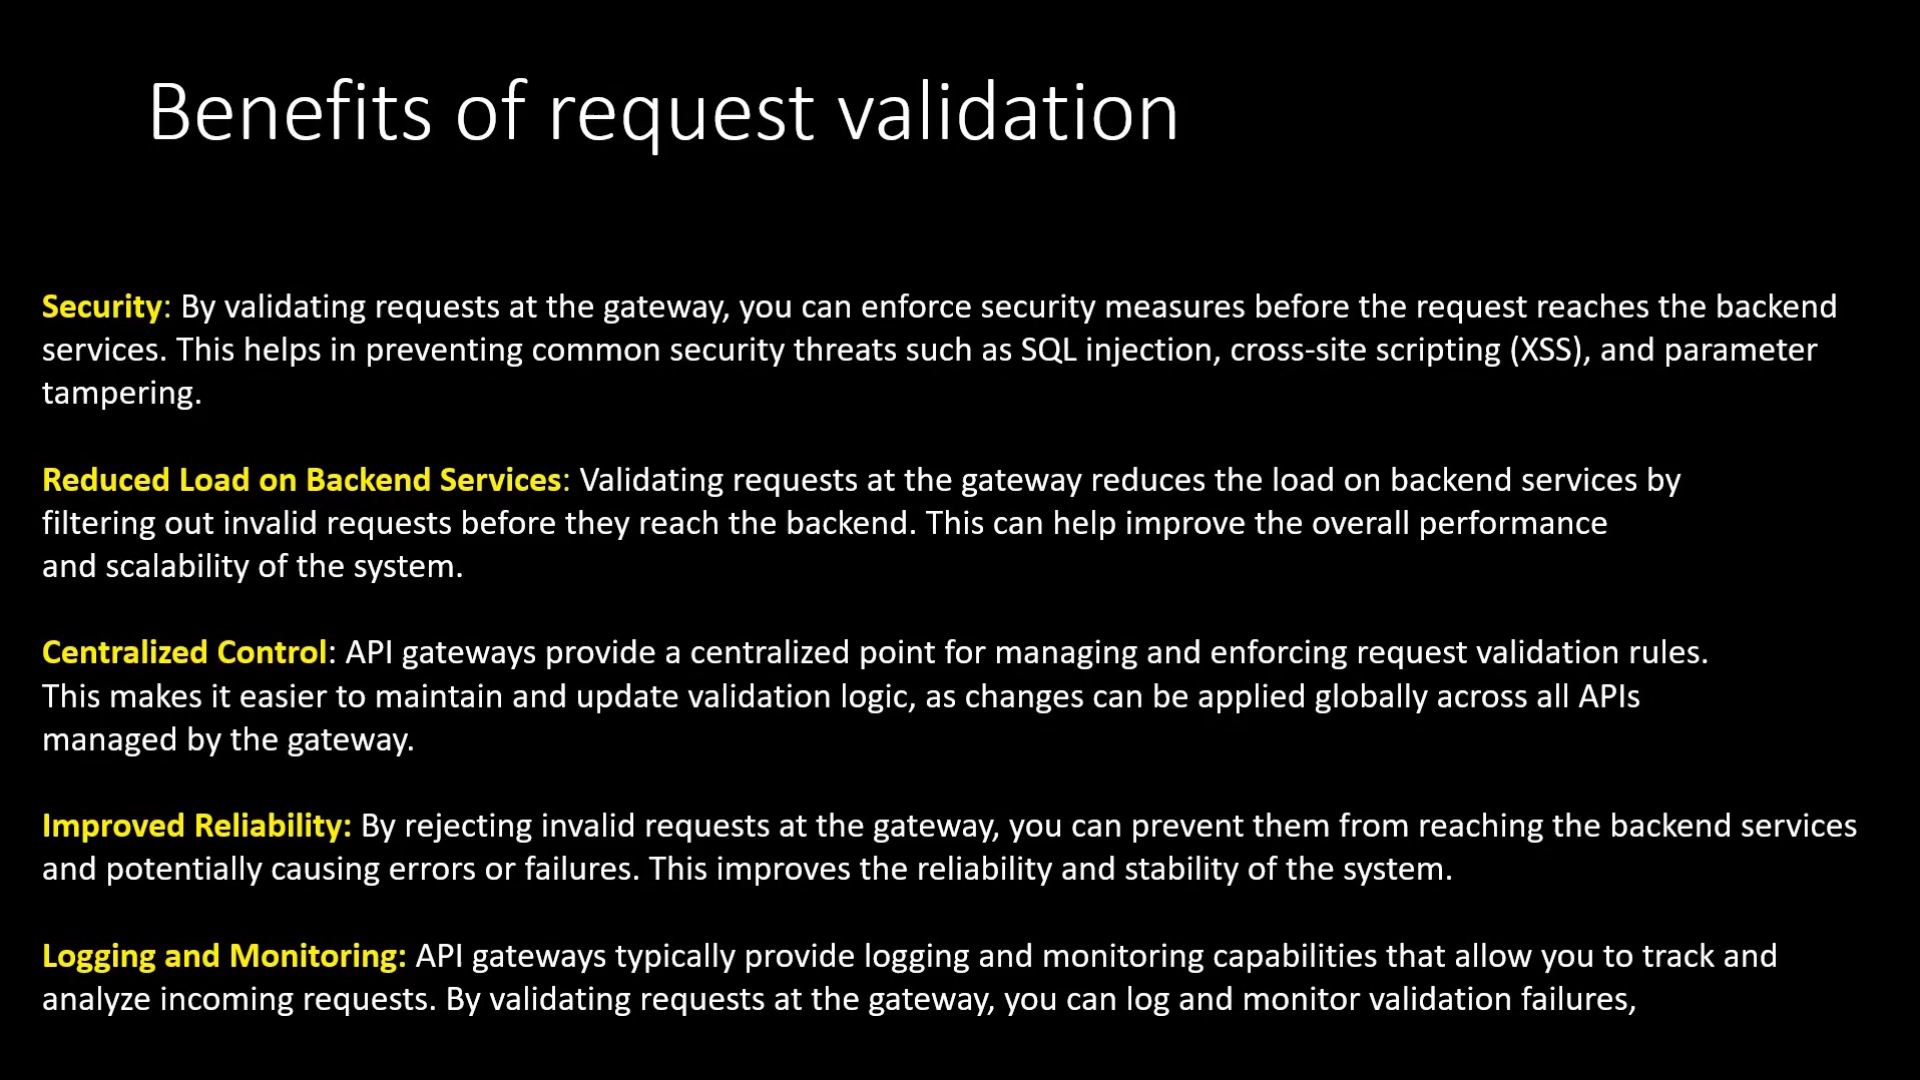 Benefits of request validation
Security: By validating requests at the gateway, you can enforce security measures before the request reaches the backend
services. This helps in preventing common security threats such as SQL injection, cross-site scripting (XSS), and parameter
tampering.
Reduced Load on Backend Services: Validating requests at the gateway reduces the load on backend services by
filtering out invalid requests before they reach the backend. This can help improve the overall performance
and scalability of the system.
Centralized Control: API gateways provide a centralized point for managing and enforcing request validation rules.
This makes it easier to maintain and update validation logic, as changes can be applied globally across all APIs
managed by the gateway.
Improved Reliability: By rejecting invalid requests at the gateway, you can prevent them from reaching the backend services
and potentially causing errors or failures. This improves the reliability and stability of the system.
Logging and Monitoring: API gateways typically provide logging and monitoring capabilities that allow you to track and
analyze incoming requests. By validating requests at the gateway, you can log and monitor validation failures,